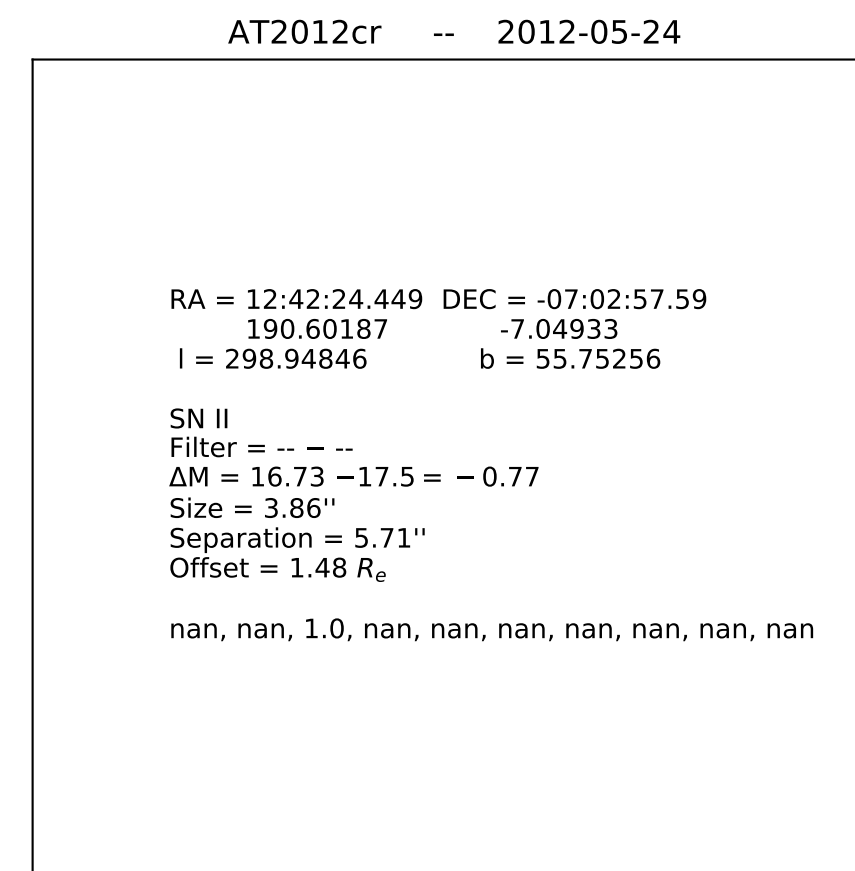 AT2012cr -- 2012-05-24
RA = 12:42:24.449 DEC = -07:02:57.59
190.60187 -7.04933
l = 298.94846 b = 55.75256
SN II
Filter = -- − --
ΔM = 16.73 −17.5 = − 0.77
Size = 3.86''
Separation = 5.71''
Offset = 1.48 Re
nan, nan, 1.0, nan, nan, nan, nan, nan, nan, nan